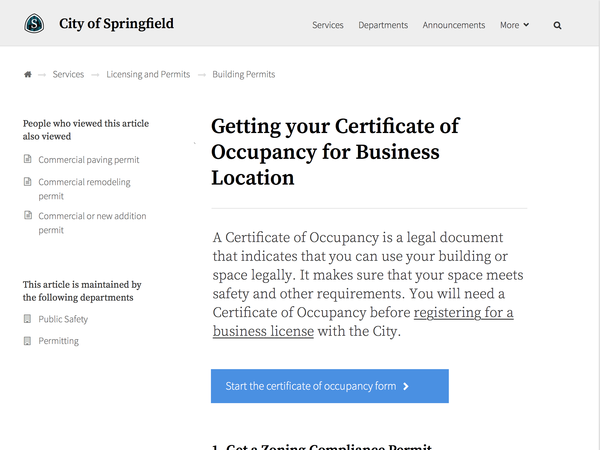 S
City of Springfield
Services
Departments
Announcements
More
Services
Licensing and Permits
Building Permits
People who viewed this article
also viewed
Commercial paving permit
Commercial remodeling
permit
Commercial or new addition
permit
This article is maintained by
the following departments
Public Safety
Permitting
Getting your Certificate of
Occupancy for Business
Location
A Certificate of Occupancy is a legal document
that indicates that you can use your building or
space legally. It makes sure that your space meets
safety and other requirements. You will need a
Certificate of Occupancy before registering for a
business license with the City.
Start the certificate of occupancy form
1. Get a Zoning Compliance Permit